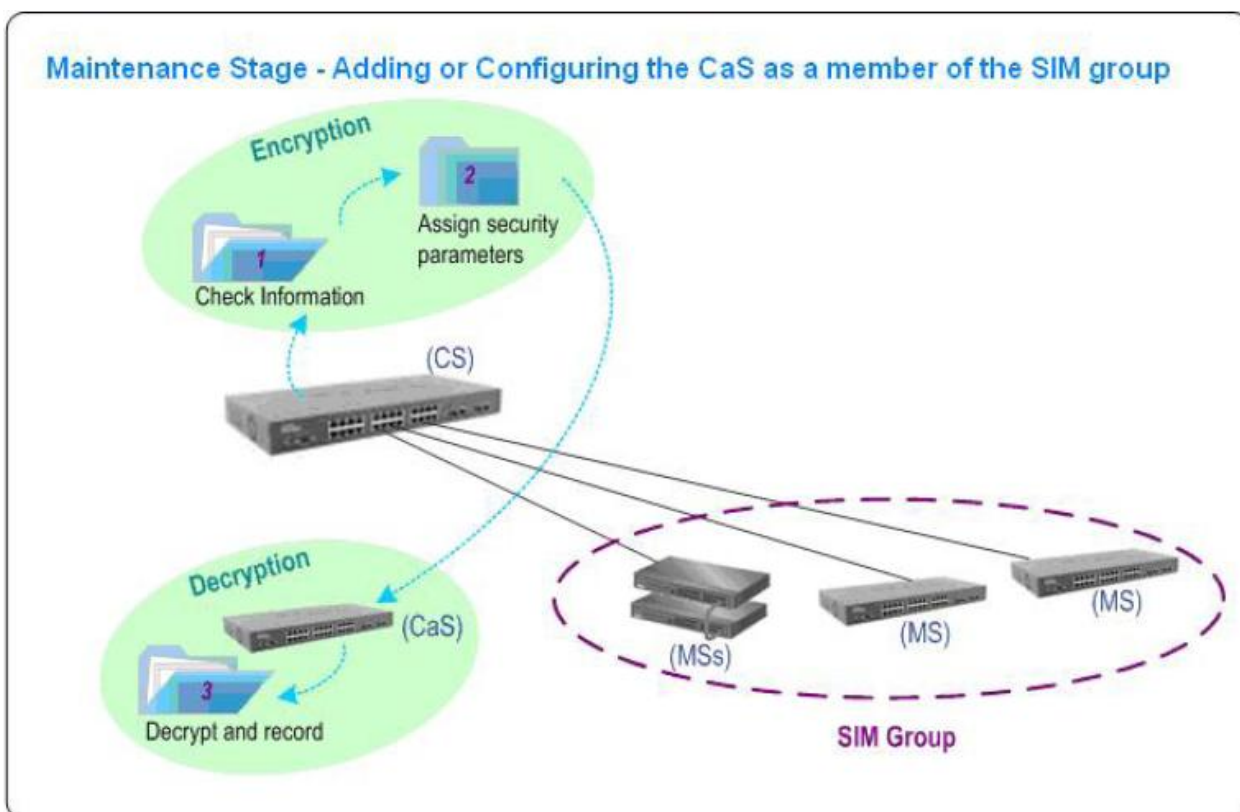 Maintenance Stage - Adding or Configuring the CaS as a member of the SIM group
Encryption
2
Assign security
parameters
1
Check Information
(CS)
Decryption
(CaS)
3
Decrypt and record
(MSs)
(MS)
(MS)
SIM Group